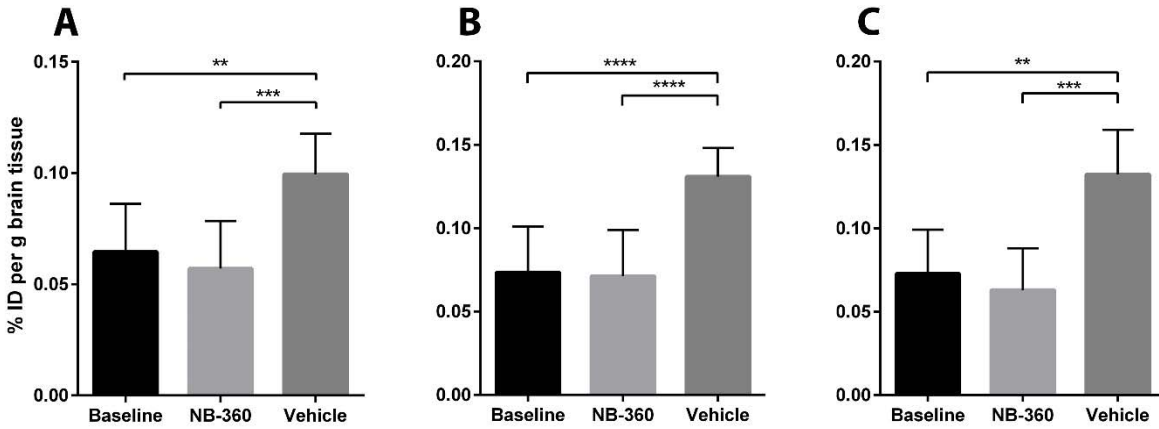 A
0.15
0.10
0.05
0.00
% ID per g brain tissue
**
***
Baseline NB-360 Vehicle
B
0.20
0.15
0.10
0.05
0.00
****
****
Baseline NB-360 Vehicle
C
0.20
0.15
0.10
0.05
0.00
**
***
Baseline NB-360 Vehicle